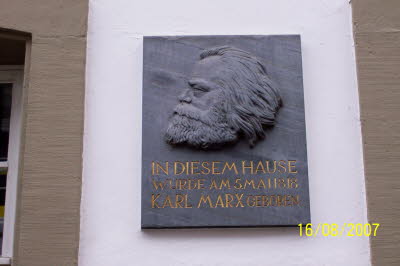 IN DIESEM HAUSE
WURDE AM 5. MAI 1818
KARL MARX GEBOREN
16/08/2007